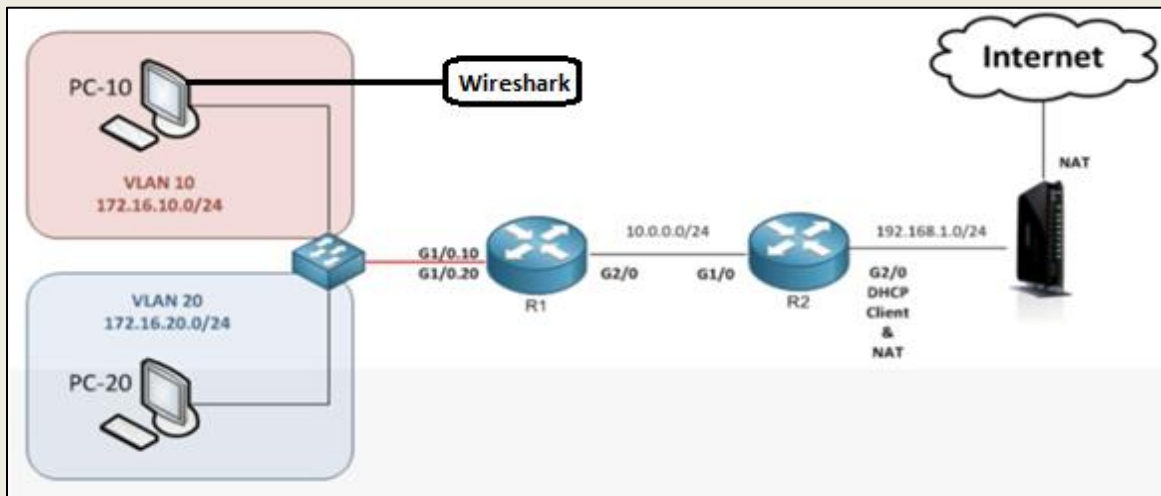 PC-10
Wireshark
VLAN 10
172.16.10.0/24
Internet
NAT
G1/0.10
G1/0.20
R1
G2/0
10.0.0.0/24
G1/0
R2
192.168.1.0/24
G2/0
DHCP
Client
&
NAT
VLAN 20
172.16.20.0/24
PC-20